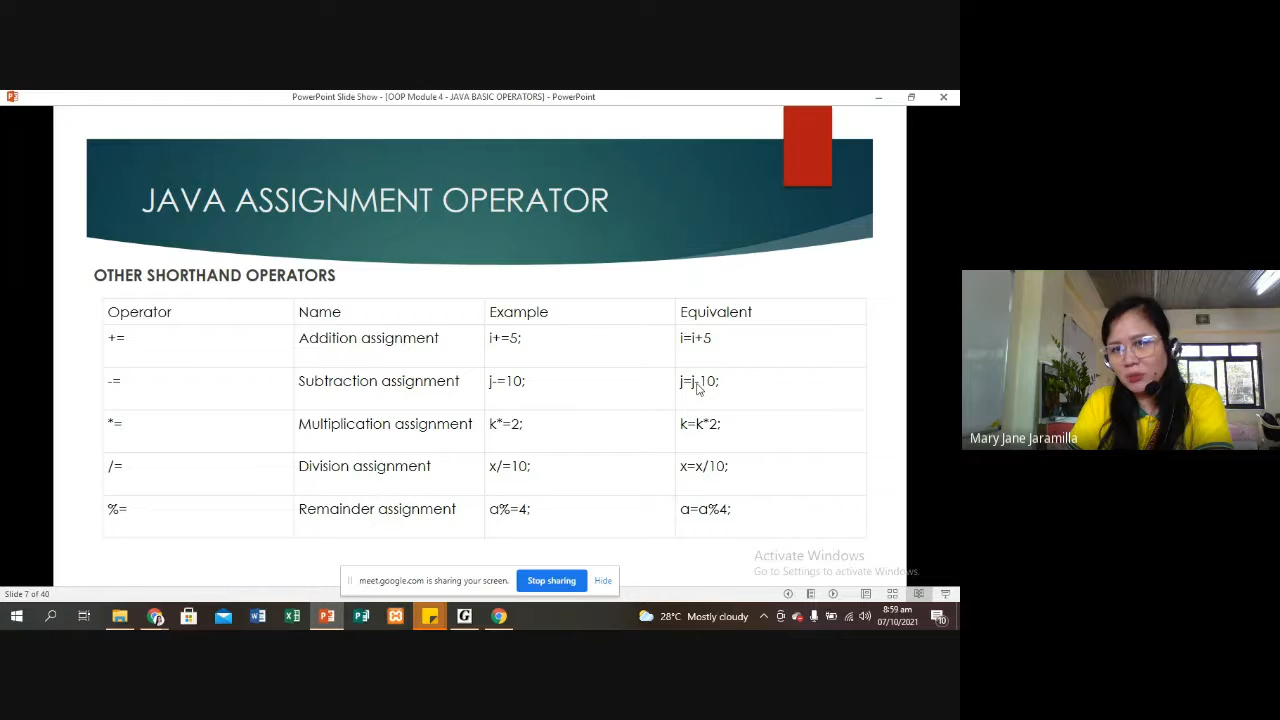 PowerPoint Slide Show - [OOP Module 4 - JAVA BASIC OPERATORS] - PowerPoint
JAVA ASSIGNMENT OPERATOR
OTHER SHORTHAND OPERATORS
Operator Name Example Equivalent
+= Addition assignment i+=5; i=i+5
-= Subtraction assignment j-=10; j=j-10;
*= Multiplication assignment k*=2; k=k*2;
/= Division assignment x/=10; x=x/10;
%= Remainder assignment a%=4; a=a%4;
Mary Jane Jaramilla
Activate Windows
Go to Settings to activate Windows.
meet.google.com is sharing your screen. Stop sharing Hide
Slide 7 of 40
28°C Mostly cloudy
8:59 am
07/10/2021
10